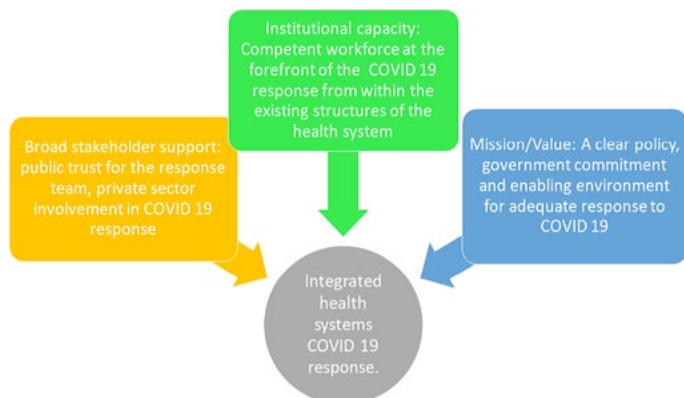 Institutional capacity:
Competent workforce at the
forefront of the COVID 19
response from within the
existing structures of the
health system
Broad stakeholder support:
public trust for the response
team, private sector
involvement in COVID 19
response
Mission/Value: A clear policy,
government commitment
and enabling environment
for adequate response to
COVID 19
Integrated
health
systems
COVID 19
response.